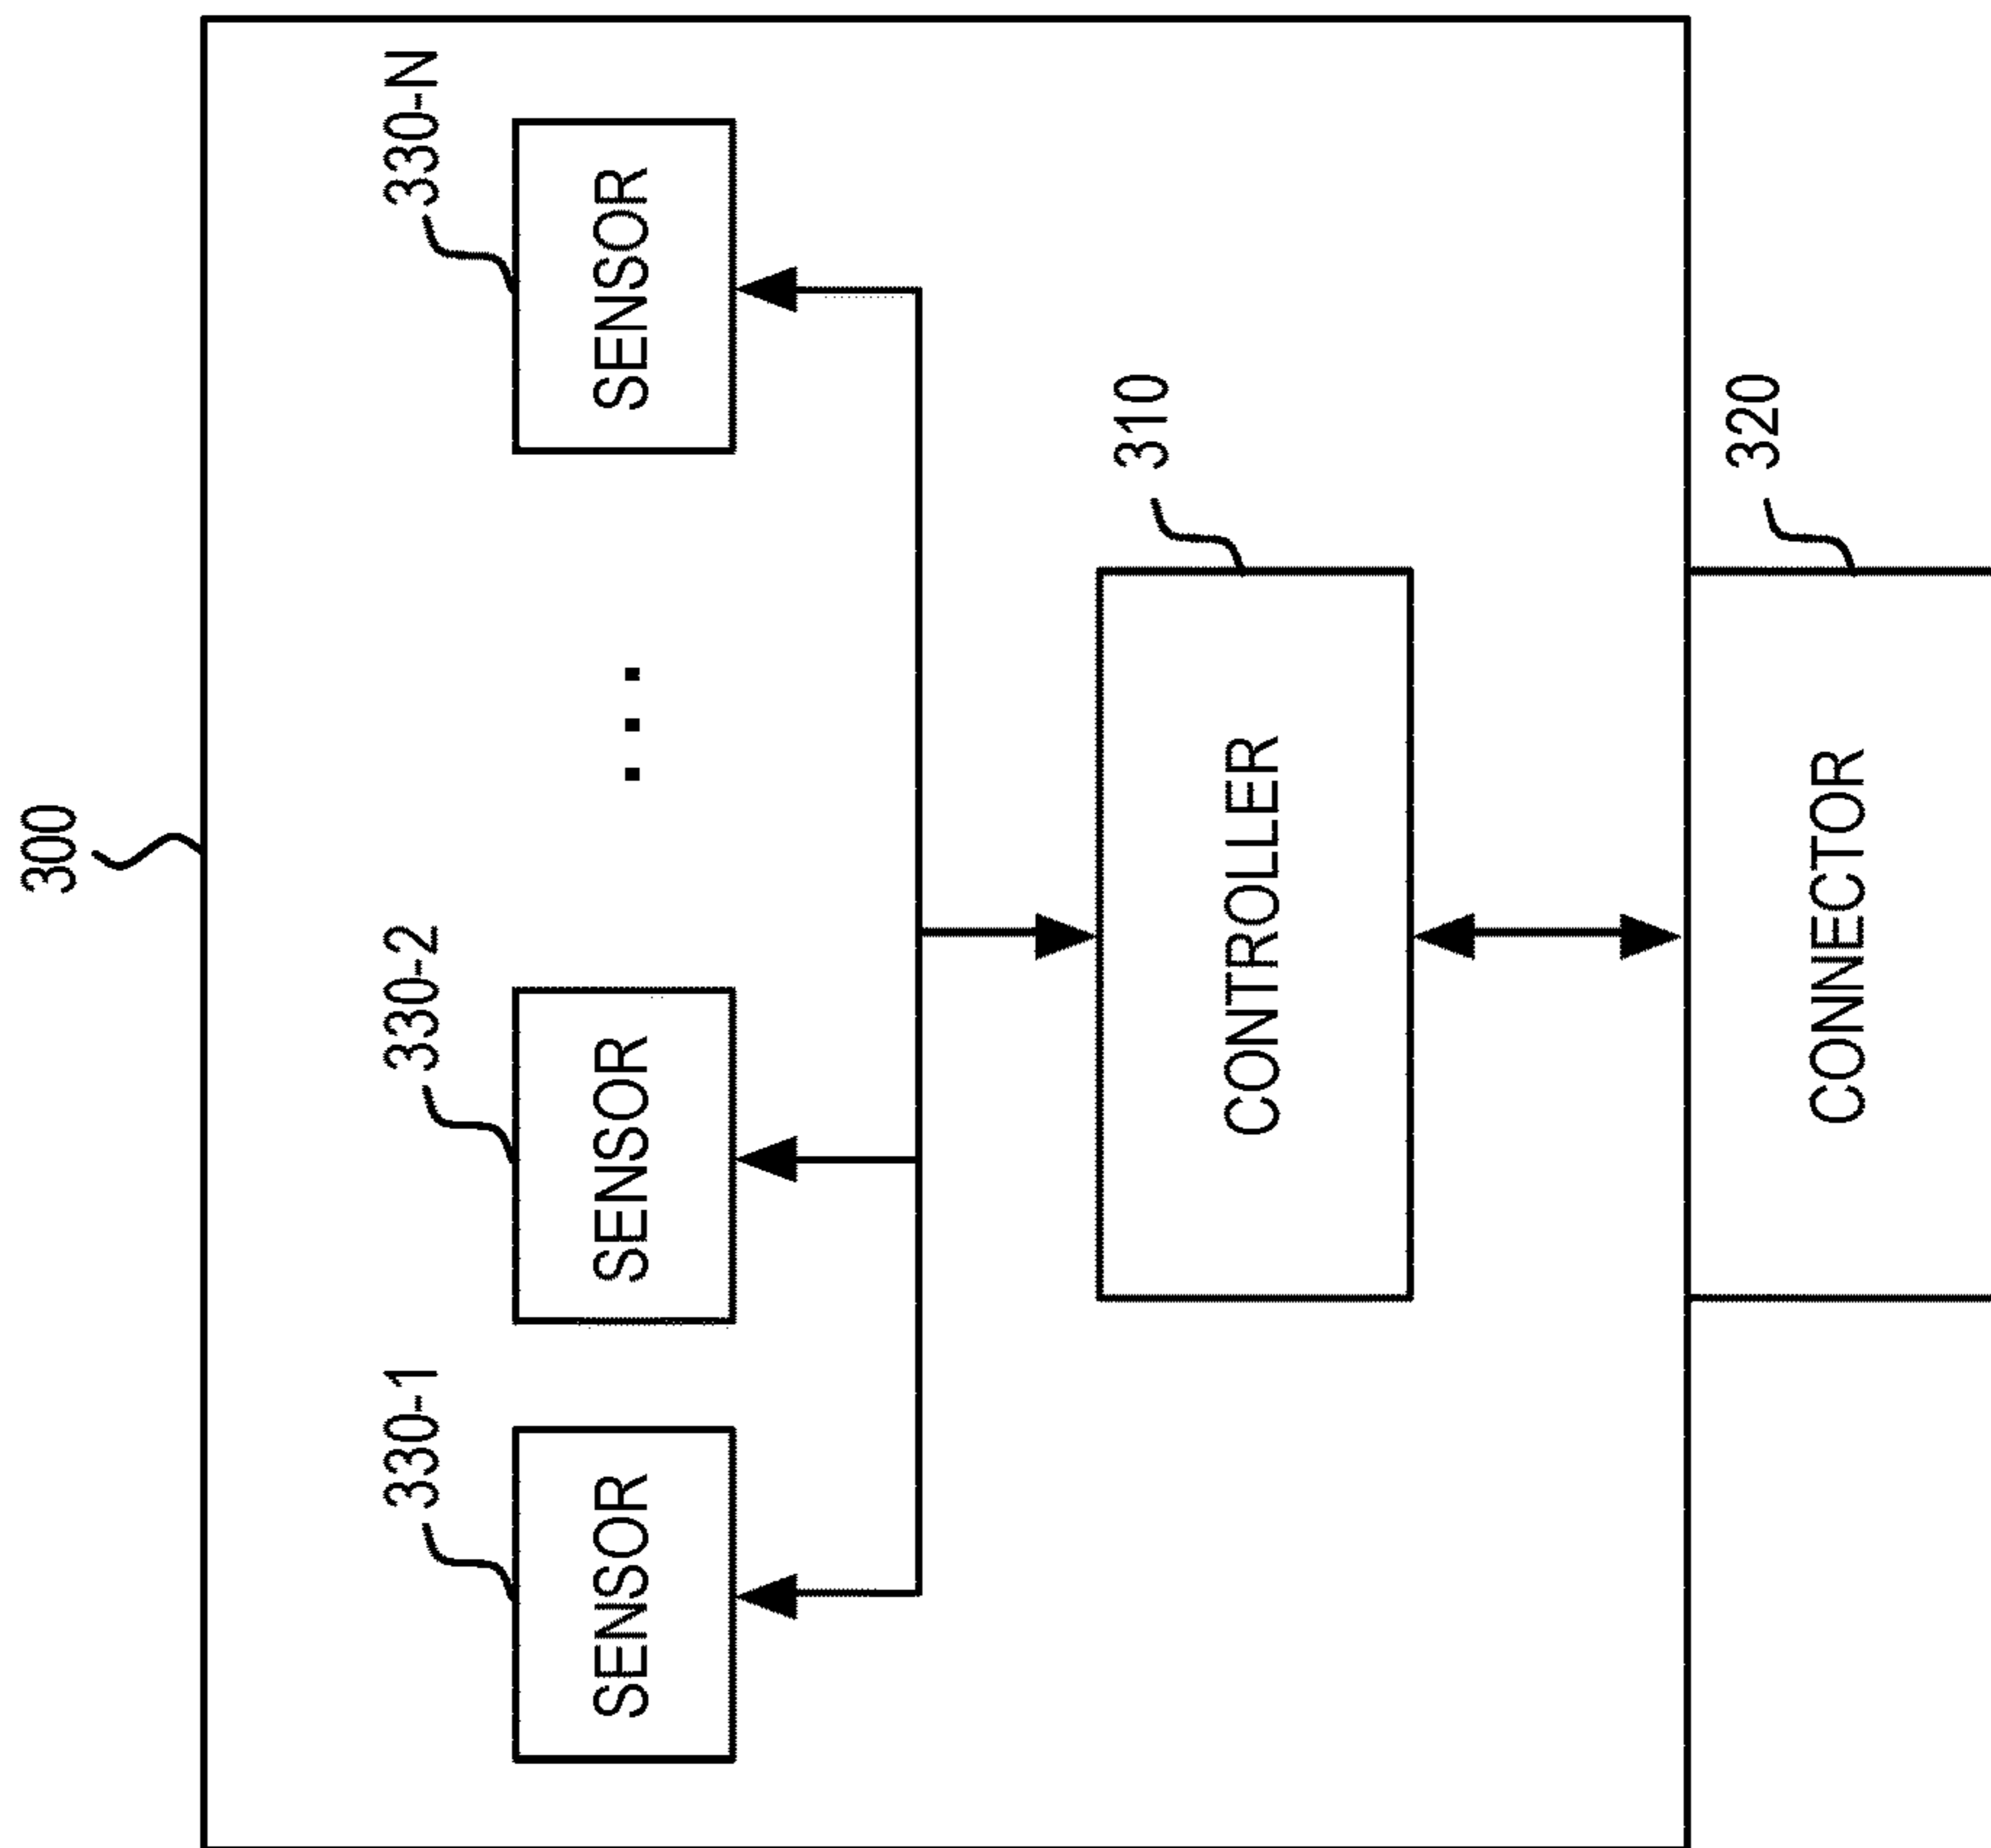 300
330-1
330-2
330-N
SENSOR
SENSOR
. . .
SENSOR
310
CONTROLLER
320
CONNECTOR